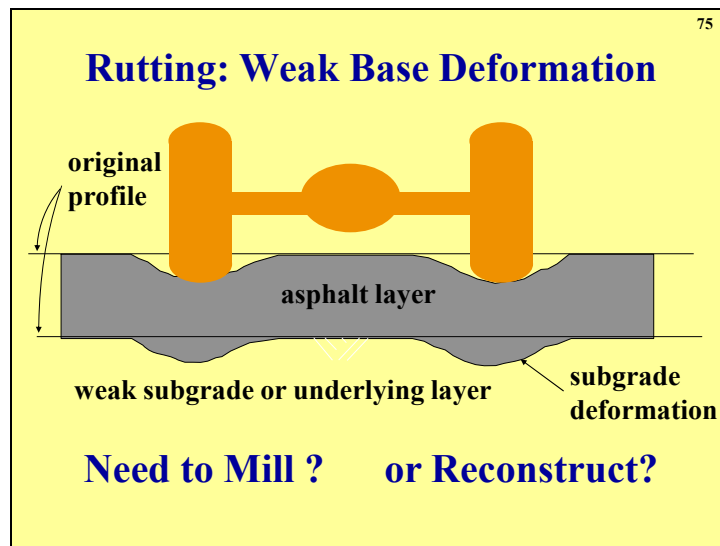 75
Rutting: Weak Base Deformation
original
profile
asphalt layer
weak subgrade or underlying layer
subgrade
deformation
Need to Mill ? or Reconstruct?